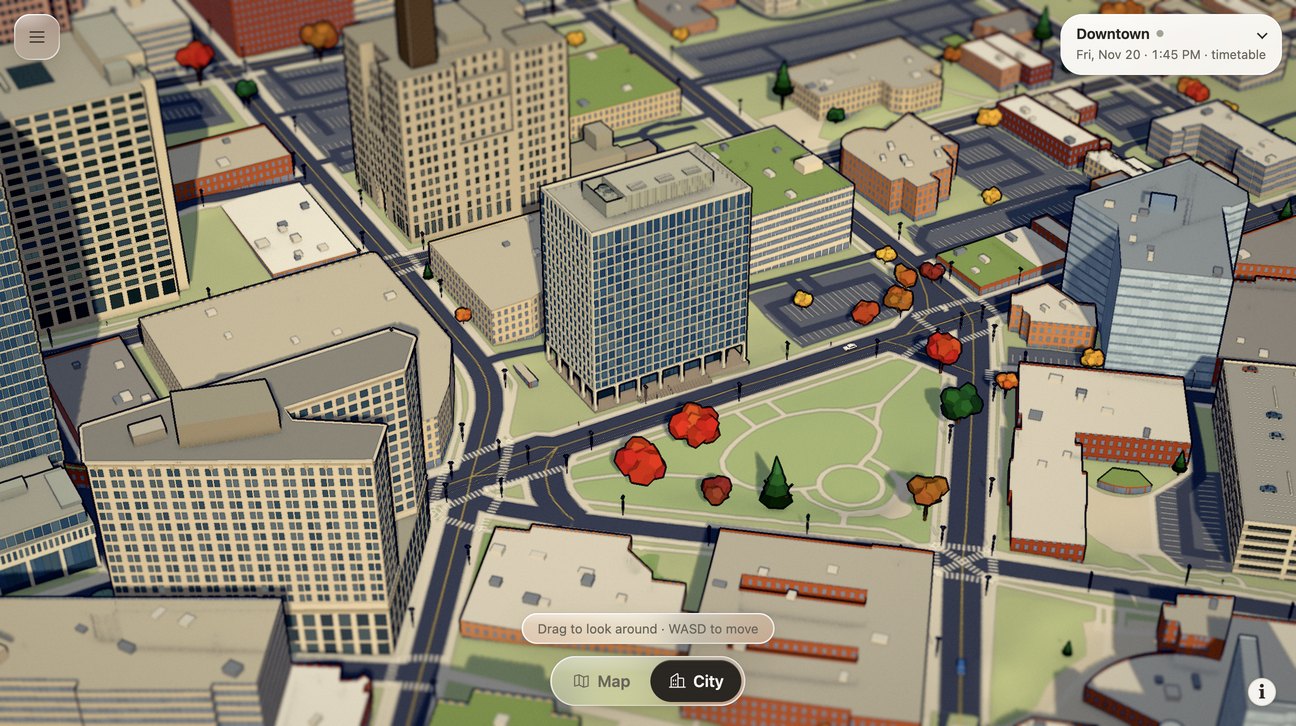 Downtown
Fri, Nov 20 · 1:45 PM · timetable
Drag to look around · WASD to move
Map
City
i